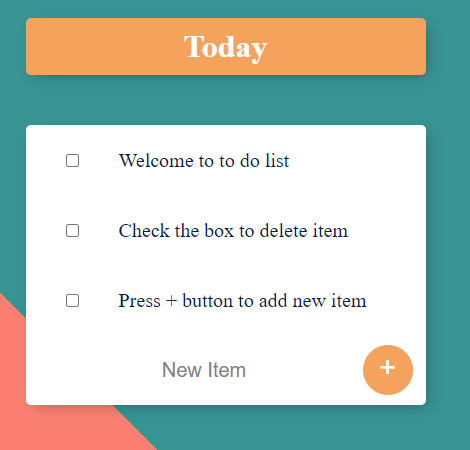 Today
Welcome to to do list
Check the box to delete item
Press + button to add new item
New Item +